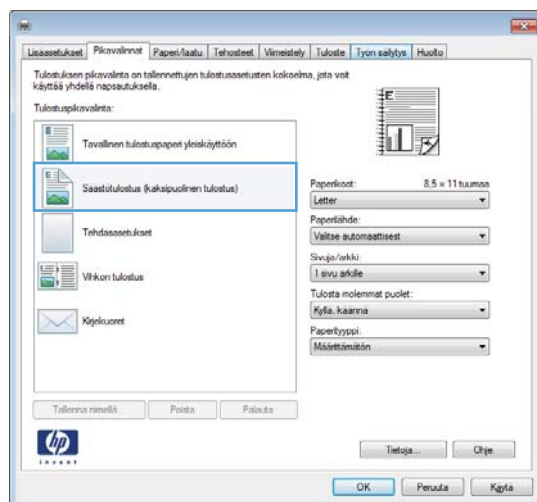 Lisäasetukset Pikavalinnat Paperi/laatu Tehosteet Viimeistely Tuloste Työn säilytys Huolto
Tulostuksen pikavalinta on tallennettujen tulostusasetusten kokoelma, jota voit
käyttää yhdellä napsautuksella.
Tulostuspikavalinta:
Tavallinen tulostuspaperi yleiskäyttöön
Säästötulostus (kaksipuolinen tulostus)
Tehdasasetukset
Vihkon tulostus
Kirjekuoret
E
Paperikoot: 8,5 × 11 tuumaa
Letter
Paperilähde:
Valitse automaattisesti
Sivuja/arkki:
1 sivu arkille
Tulosta molemmat puolet:
Kyllä, käännä
Paperityyppi:
Määrittämätön
Tallenna nimellä... Poista Palauta
hp
invent
Tietoja... Ohje
OK Peruuta Käytä